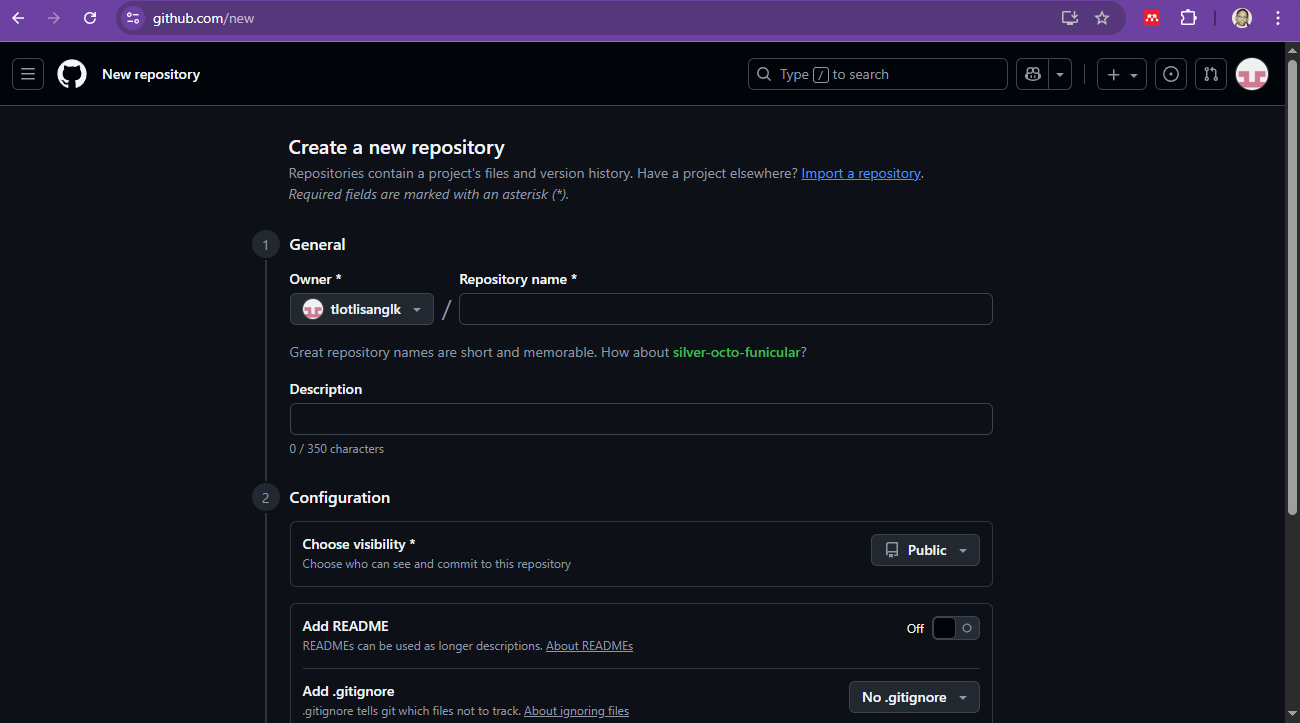 github.com/new
New repository
Type / to search
Create a new repository
Repositories contain a project's files and version history. Have a project elsewhere? Import a repository.
Required fields are marked with an asterisk (*).
1
General
Owner *
Repository name *
tlotlisanglk
/
Great repository names are short and memorable. How about silver-octo-funicular?
Description
0 / 350 characters
2
Configuration
Choose visibility *
Choose who can see and commit to this repository
Public
Add README
READMEs can be used as longer descriptions. About READMEs
Off
Add .gitignore
.gitignore tells git which files not to track. About ignoring files
No .gitignore